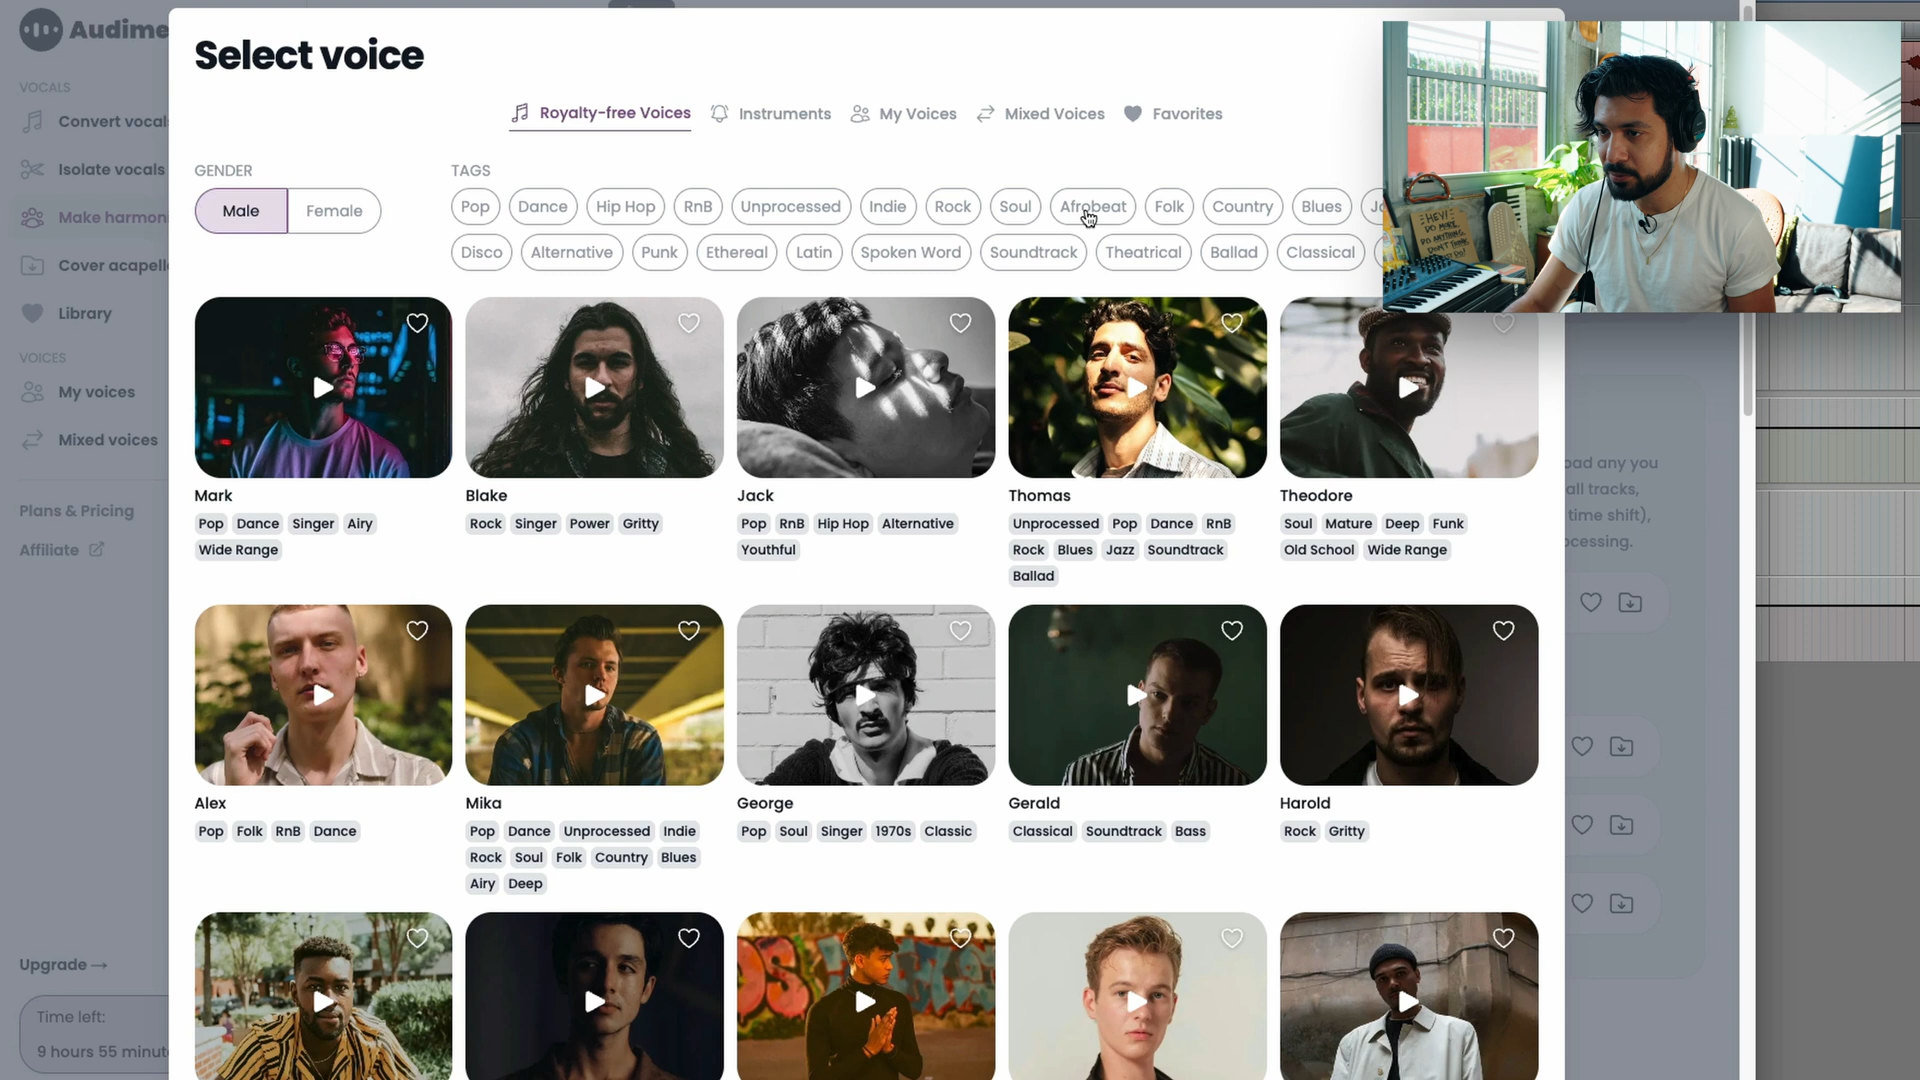 Audime
Select voice
VOCALS
Convert vocal
Isolate vocals
Make harmoni
Cover acapell
Library
VOICES
My voices
Mixed voices
Plans & Pricing
Affiliate
Upgrade →
Time left:
9 hours 55 minut
Royalty-free Voices Instruments My Voices Mixed Voices Favorites
GENDER
Male Female
TAGS
Pop Dance Hip Hop RnB Unprocessed Indie Rock Soul Afrobeat Folk Country Blues
Disco Alternative Punk Ethereal Latin Spoken Word Soundtrack Theatrical Ballad Classical
HEY!
DO MORE.
DO ANYTHING.
Mark
Pop Dance Singer Airy
Wide Range
Blake
Rock Singer Power Gritty
Jack
Pop RnB Hip Hop Alternative
Youthful
Thomas
Unprocessed Pop Dance RnB
Rock Blues Jazz Soundtrack
Ballad
Theodore
Soul Mature Deep Funk
Old School Wide Range
Alex
Pop Folk RnB Dance
Mika
Pop Dance Unprocessed Indie
Rock Soul Folk Country Blues
Airy Deep
George
Pop Soul Singer 1970s Classic
Gerald
Classical Soundtrack Bass
Harold
Rock Gritty
oad any you
all tracks,
time shift),
ocessing.